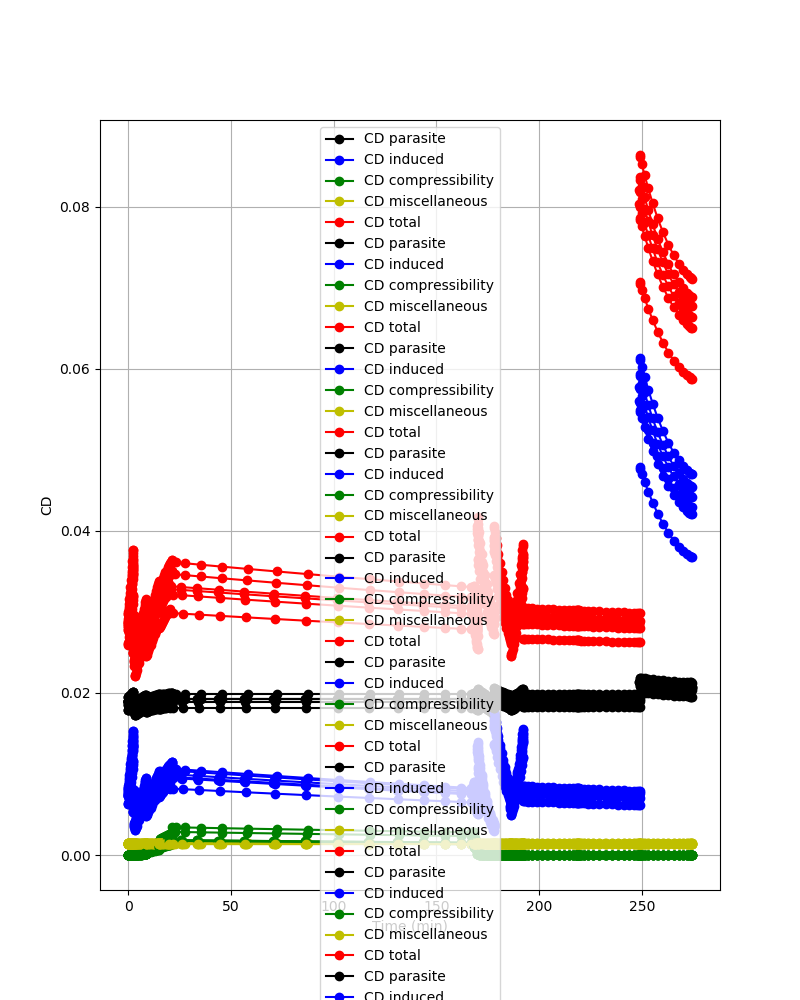 CD parasite
CD induced
CD compressibility
CD miscellaneous
CD total
CD parasite
CD induced
CD compressibility
CD miscellaneous
CD total
CD parasite
CD induced
CD compressibility
CD miscellaneous
CD total
CD parasite
CD induced
CD compressibility
CD miscellaneous
CD total
CD parasite
CD induced
CD compressibility
CD miscellaneous
CD total
CD parasite
CD induced
CD compressibility
CD miscellaneous
CD total
CD parasite
CD induced
CD compressibility
CD miscellaneous
CD total
CD parasite
CD induced
CD compressibility
CD miscellaneous
CD total
CD parasite
CD induced
0.08
0.06
0.04
0.02
0.00
CD
0 50 100 150 200 250
Time (min)